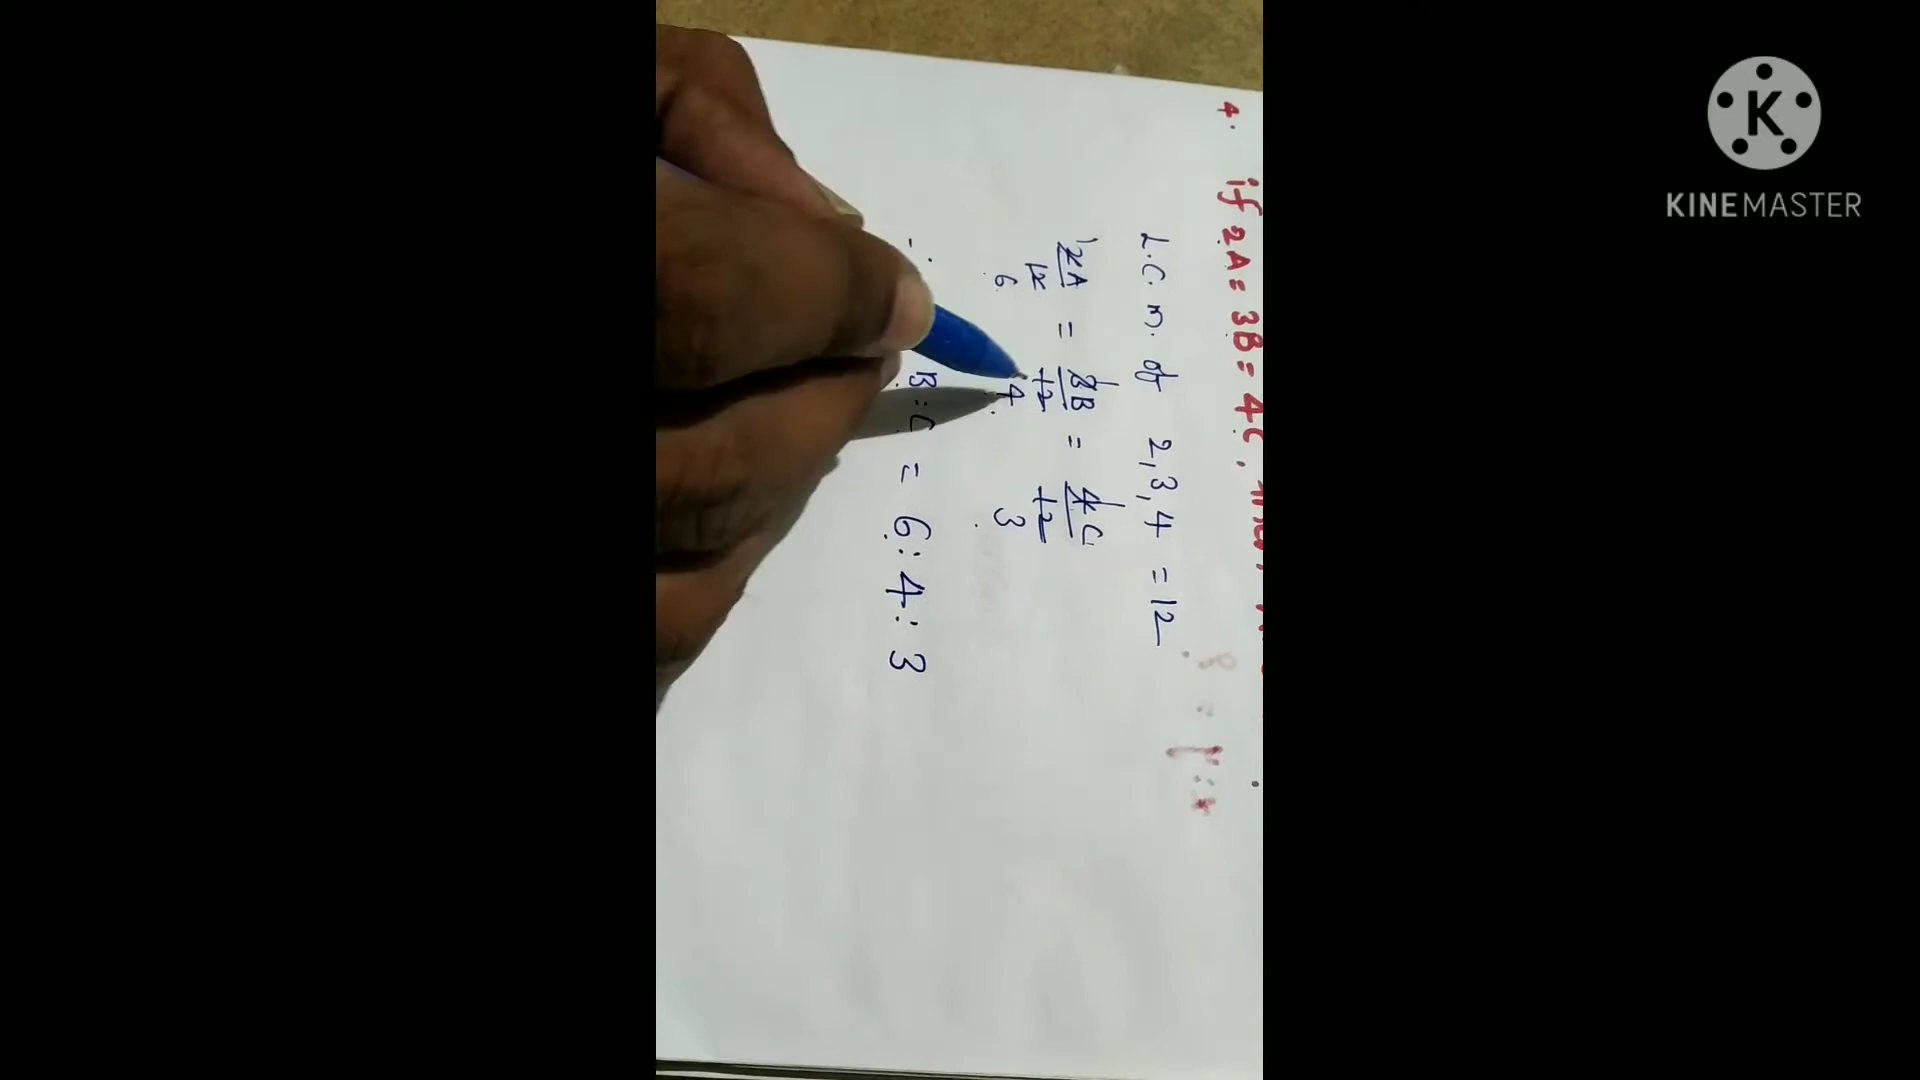 4. if 2A = 3B = 4C, then,
L.C.M. of 2,3,4 = 12
2A/12 = 3B/12 = 4C/12
6 4 3
B:C = 6:4:3
KINEMASTER